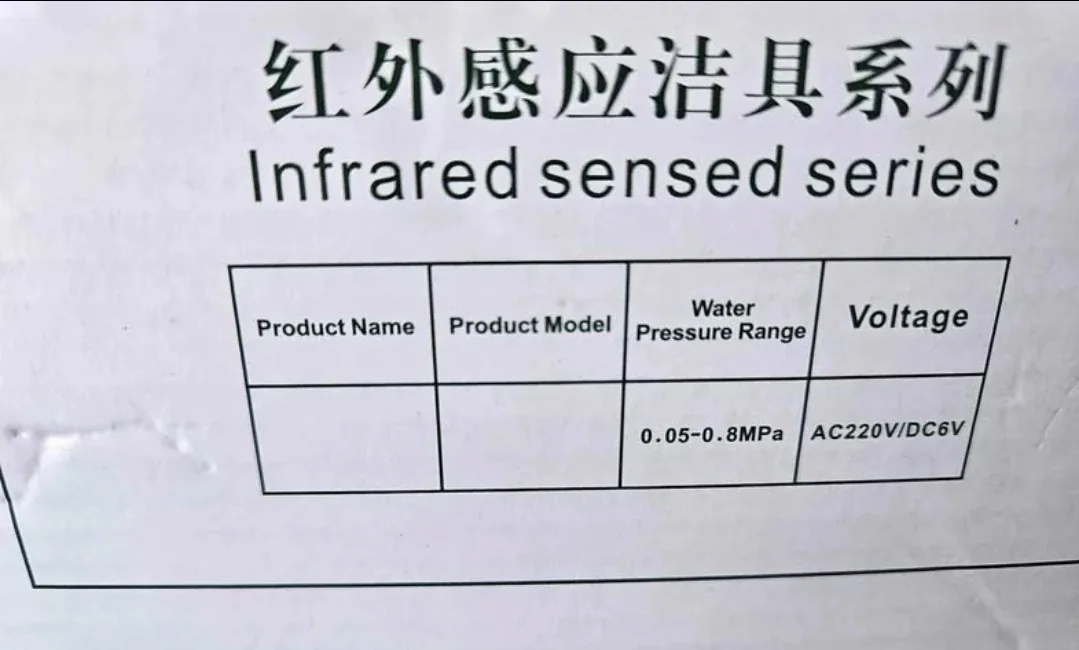 红外感应洁具系列
Infrared sensed series
Product Name
Product Model
Water
Pressure Range
Voltage
0.05-0.8MPa
AC220V/DC6V